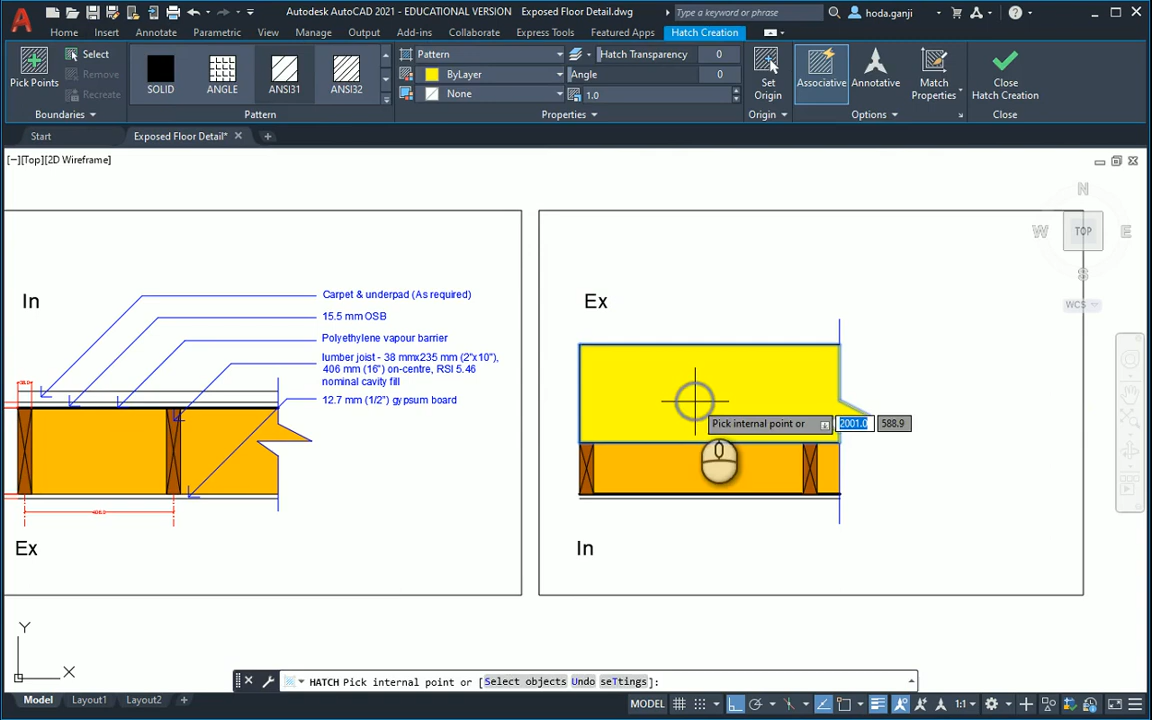 Autodesk AutoCAD 2021 - EDUCATIONAL VERSION Exposed Floor Detail.dwg
Type a keyword or phrase
hoda.ganji
Home Insert Annotate Parametric View Manage Output Add-ins Collaborate Express Tools Featured Apps Hatch Creation
Pick Points
Select
Remove
Recreate
Boundaries
SOLID
ANGLE
ANSI31
ANSI32
Pattern
Pattern
Hatch Transparency 0
ByLayer
Angle 0
None
1.0
Properties
Set
Origin
Origin
Associative
Annotative
Match
Properties
Options
Close
Hatch Creation
Close
Start
Exposed Floor Detail*
[−][Top][2D Wireframe]
N
W
TOP
E
S
WCS
In
Carpet & underpad (As required)
15.5 mm OSB
Polyethylene vapour barrier
lumber joist - 38 mmx235 mm (2"x10"),
406 mm (16") on-centre, RSI 5.46
nominal cavity fill
12.7 mm (1/2") gypsum board
Ex
Ex
Pick internal point or
2001.0
588.9
In
Y
X
HATCH Pick internal point or [Select objects Undo seTtings]:
Model
Layout1
Layout2
MODEL
1:1